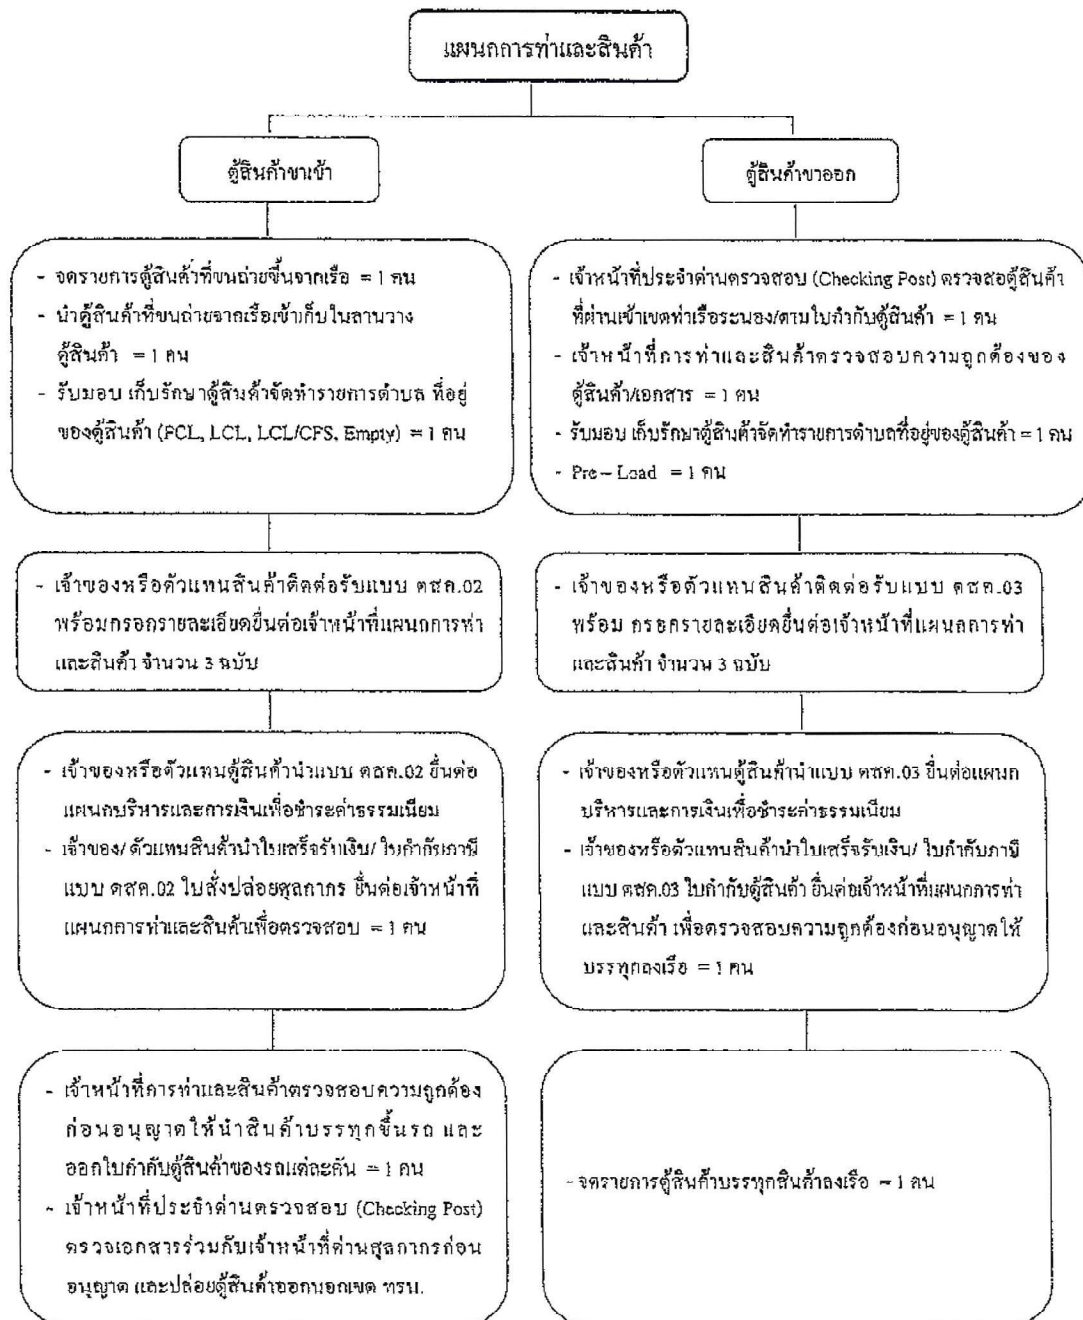 แผนกการท่าและสินค้า
ตู้สินค้าขาเข้า
- จดรายการตู้สินค้าที่ขนถ่ายขึ้นจากเรือ = 1 คน
- นำตู้สินค้าที่ขนถ่ายจากเรือเข้าเก็บในลานวาง
ตู้สินค้า = 1 คน
- รับมอบ เก็บรักษาตู้สินค้าจัดทำรายการตำบล ที่อยู่
ของตู้สินค้า (FCL, LCL, LCL/CFS, Empty) = 1 คน
- เจ้าของหรือตัวแทนสินค้าติดต่อรับแบบ ตสค.02
พร้อมกรอกรายละเอียดยื่นต่อเจ้าหน้าที่แผนกการท่า
และสินค้า จำนวน 3 ฉบับ
- เจ้าของหรือตัวแทนตู้สินค้านำแบบ ตสค.02 ยื่นต่อ
แผนกบริหารและการเงินเพื่อชำระค่าธรรมเนียม
- เจ้าของ/ ตัวแทนสินค้านำใบเสร็จรับเงิน/ ใบกำกับภาษี
แบบ ตสค.02 ใบสั่งปล่อยศุลกากร ยื่นต่อเจ้าหน้าที่
แผนกการท่าและสินค้าเพื่อตรวจสอบ = 1 คน
- เจ้าหน้าที่การท่าและสินค้าตรวจสอบความถูกต้อง
ก่อนอนุญาตให้นำสินค้าบรรทุกขึ้นรถ และ
ออกใบกำกับตู้สินค้าของรถแต่ละคัน = 1 คน
- เจ้าหน้าที่ประจำด่านตรวจสอบ (Checking Post)
ตรวจเอกสารร่วมกับเจ้าหน้าที่ด่านศุลกากรก่อน
อนุญาต และปล่อยตู้สินค้าออกนอกเขต ทรน.
ตู้สินค้าขาออก
- เจ้าหน้าที่ประจำด่านตรวจสอบ (Checking Post) ตรวจสอตู้สินค้า
ที่ผ่านเข้าเขตท่าเรือระนอง/ตามใบกำกับตู้สินค้า = 1 คน
- เจ้าหน้าที่การท่าและสินค้าตรวจสอบความถูกต้องของ
ตู้สินค้า/เอกสาร = 1 คน
- รับมอบ เก็บรักษาตู้สินค้าจัดทำรายการตำบลที่อยู่ของตู้สินค้า = 1 คน
- Pre – Load = 1 คน
- เจ้าของหรือตัวแทนสินค้าติดต่อรับแบบ ตสค.03
พร้อม กรอกรายละเอียดยื่นต่อเจ้าหน้าที่แผนกการท่า
และสินค้า จำนวน 3 ฉบับ
- เจ้าของหรือตัวแทนตู้สินค้านำแบบ ตสค.03 ยื่นต่อแผนก
บริหารและการเงินเพื่อชำระค่าธรรมเนียม
- เจ้าของหรือตัวแทนสินค้านำใบเสร็จรับเงิน/ ใบกำกับภาษี
แบบ ตสค.03 ใบกำกับตู้สินค้า ยื่นต่อเจ้าหน้าที่แผนกการท่า
และสินค้า เพื่อตรวจสอบความถูกต้องก่อนอนุญาตให้
บรรทุกลงเรือ = 1 คน
- จดรายการตู้สินค้าบรรทุกสินค้าลงเรือ = 1 คน